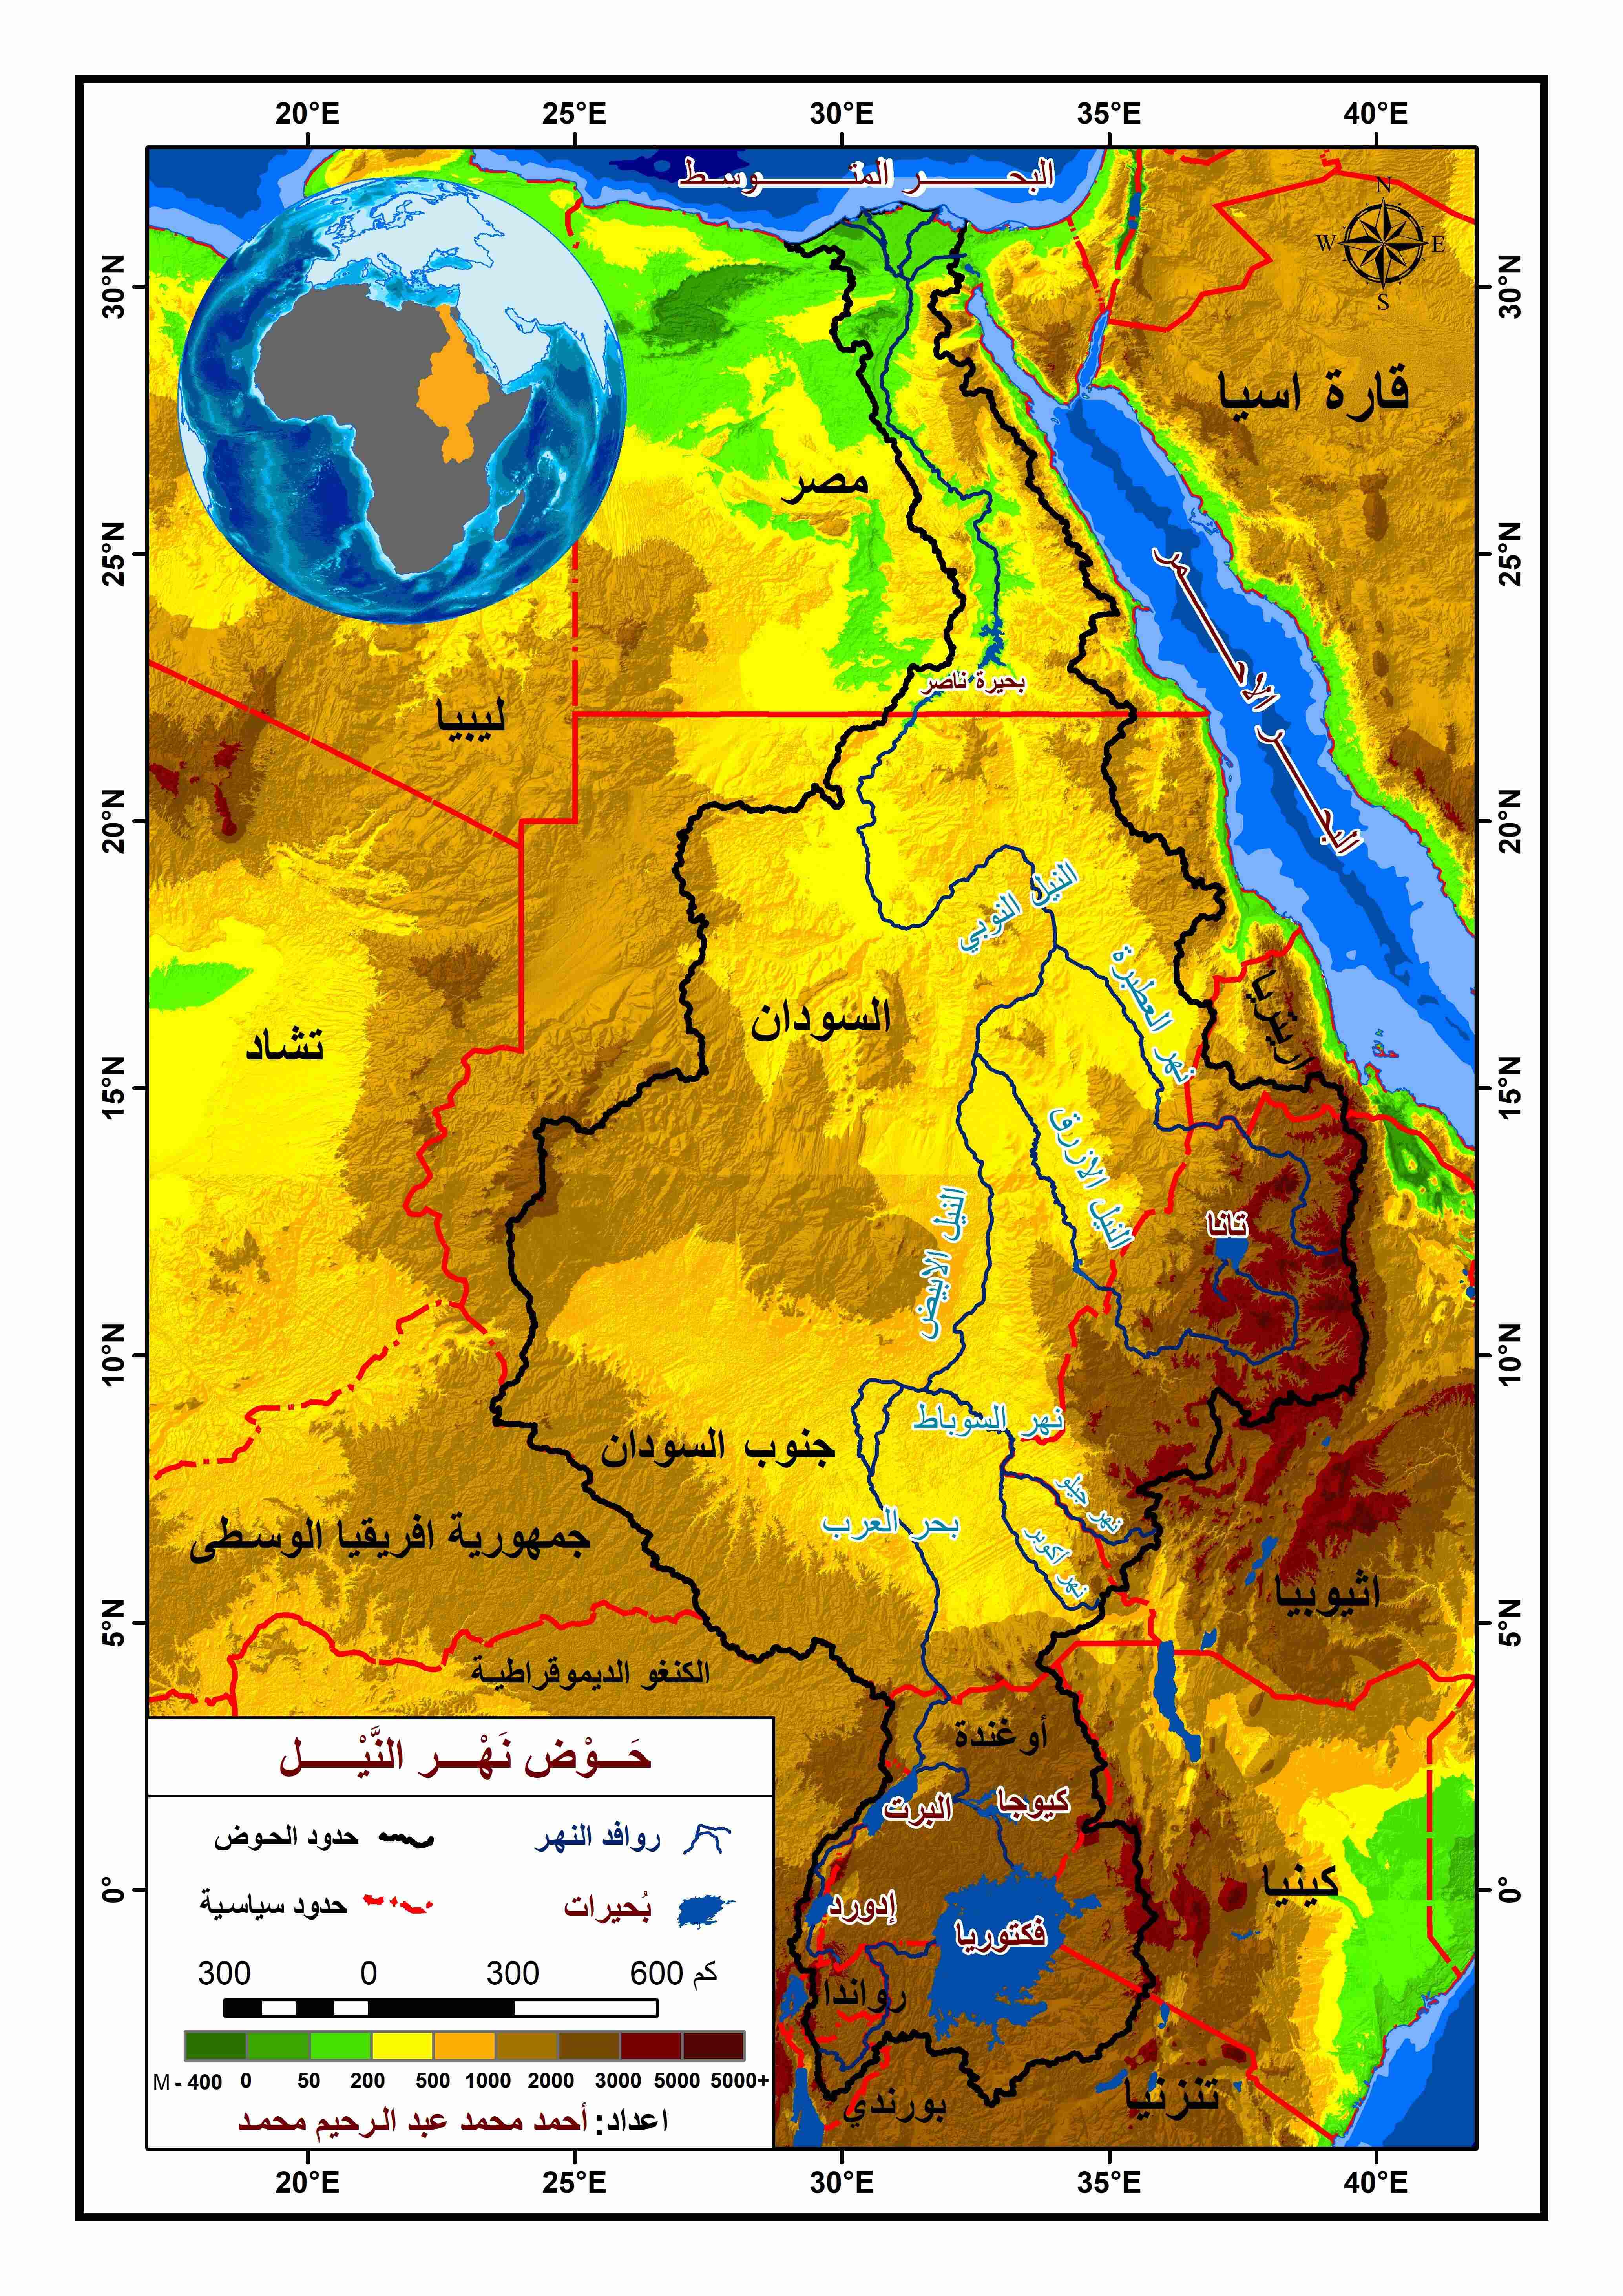 20°E 25°E 30°E 35°E 40°E
البحر المتوسط
N
W E
S
30°N 30°N
قارة اسيا
مصر
25°N 25°N
البحر الاحمر
بحيرة ناصر
ليبيا
20°N 20°N
النيل النوبي
نهر العطبرة
اريتريا
السودان
تشاد
15°N 15°N
النيل الازرق
تانا
النيل الابيض
10°N 10°N
نهر السوباط
جنوب السودان
نهر جيلو
بحر العرب
نهر أكوبر
جمهورية افريقيا الوسطى
اثيوبيا
5°N 5°N
الكنغو الديموقراطية
أوغندة
كيوجا
البرت
كينيا
0° 0°
إدورد
فكتوريا
رواندا
تنزنيا
بورندي
حَـوْض نَهْـر النَّيْـل
روافد النهر
حدود الحوض
بُحيرات
حدود سياسية
300 0 300 600 كم
M -400 0 50 200 500 1000 2000 3000 5000 5000+
اعداد: أحمد محمد عبد الرحيم محمد
20°E 25°E 30°E 35°E 40°E